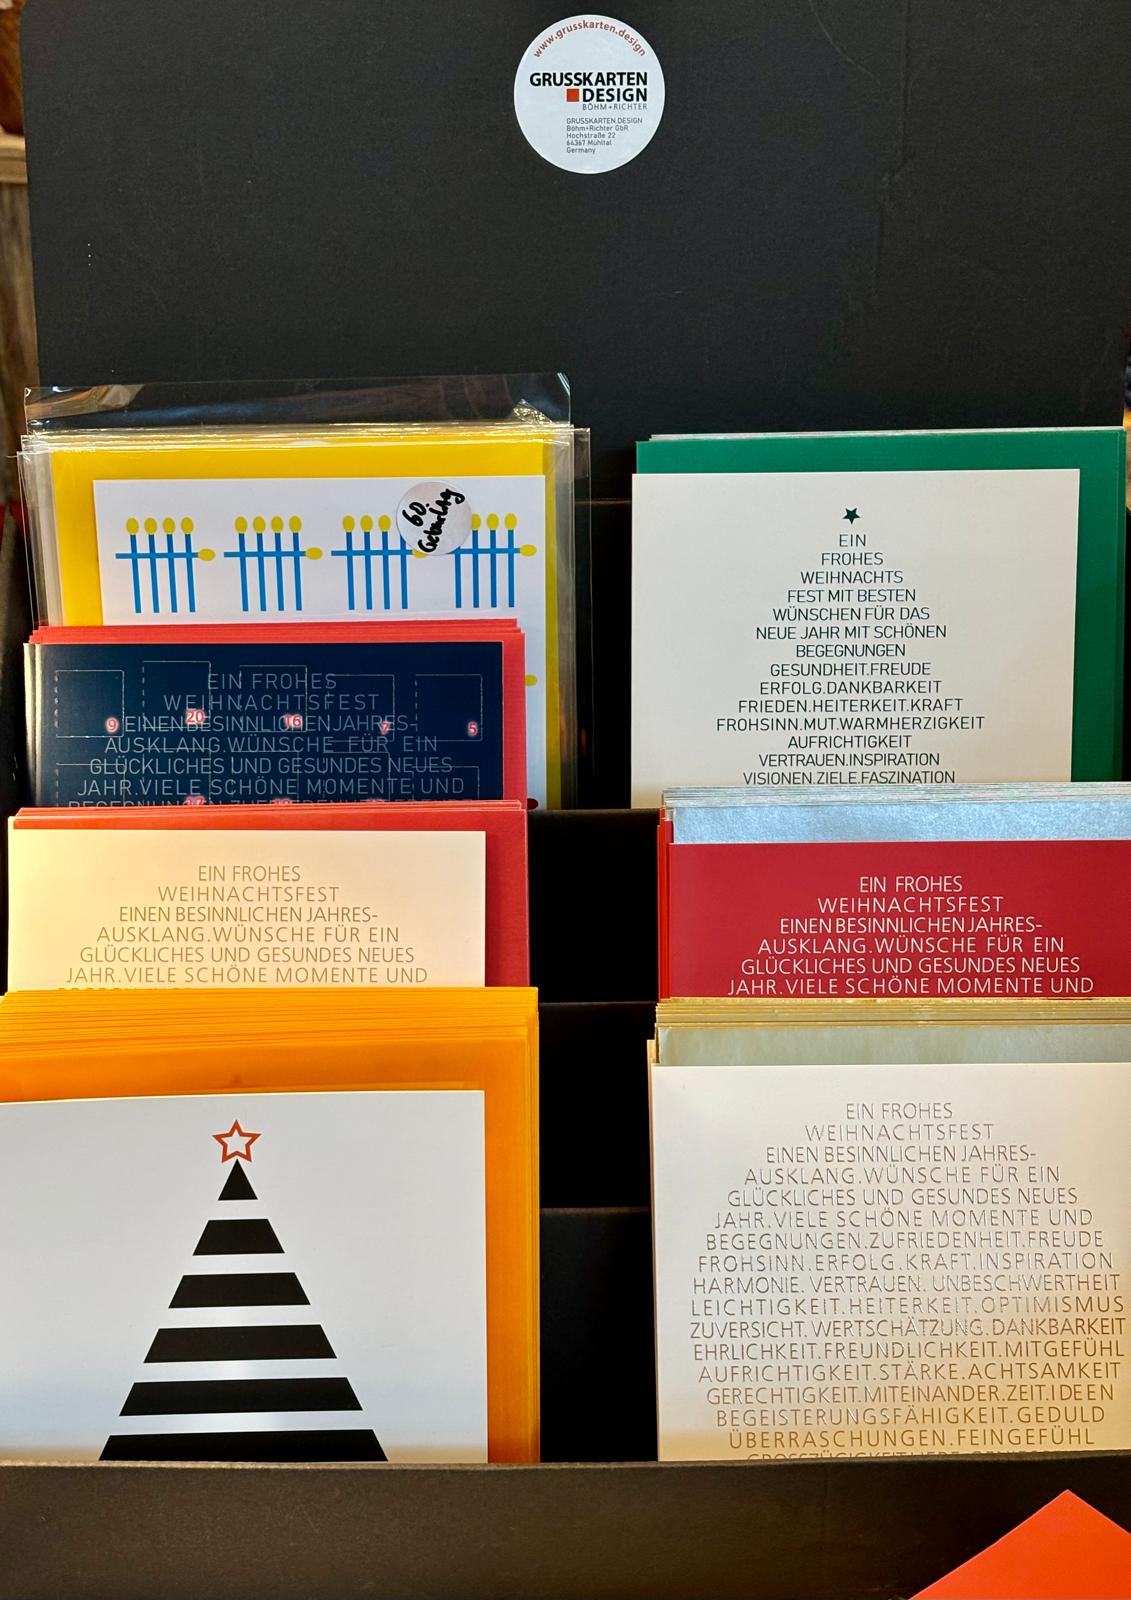 www.grusskarten.design
GRUSSKARTEN
DESIGN
BÖHM+RICHTER
GRUSSKARTEN.DESIGN
Böhm+Richter GbR
Hochstraße 22
64367 Mühltal
Germany
60.
Geburtstag
EIN
FROHES
WEIHNACHTS
FEST MIT BESTEN
WÜNSCHEN FÜR DAS
NEUE JAHR MIT SCHÖNEN
BEGEGNUNGEN
GESUNDHEIT.FREUDE
ERFOLG.DANKBARKEIT
FRIEDEN.HEITERKEIT.KRAFT
FROHSINN.MUT.WARMHERZIGKEIT
AUFRICHTIGKEIT
VERTRAUEN.INSPIRATION
VISIONEN.ZIELE.FASZINATION
EIN FROHES
WEIHNACHTSFEST
9 20 16 7 5
EINEN BESINNLICHEN JAHRES-
AUSKLANG.WÜNSCHE FÜR EIN
GLÜCKLICHES UND GESUNDES NEUES
JAHR.VIELE SCHÖNE MOMENTE UND
EIN FROHES
WEIHNACHTSFEST
EINEN BESINNLICHEN JAHRES-
AUSKLANG.WÜNSCHE FÜR EIN
GLÜCKLICHES UND GESUNDES NEUES
JAHR.VIELE SCHÖNE MOMENTE UND
EIN FROHES
WEIHNACHTSFEST
EINEN BESINNLICHEN JAHRES-
AUSKLANG.WÜNSCHE FÜR EIN
GLÜCKLICHES UND GESUNDES NEUES
JAHR.VIELE SCHÖNE MOMENTE UND
EIN FROHES
WEIHNACHTSFEST
EINEN BESINNLICHEN JAHRES-
AUSKLANG.WÜNSCHE FÜR EIN
GLÜCKLICHES UND GESUNDES NEUES
JAHR.VIELE SCHÖNE MOMENTE UND
BEGEGNUNGEN.ZUFRIEDENHEIT.FREUDE
FROHSINN.ERFOLG.KRAFT.INSPIRATION
HARMONIE. VERTRAUEN. UNBESCHWERTHEIT
LEICHTIGKEIT.HEITERKEIT.OPTIMISMUS
ZUVERSICHT.WERTSCHÄTZUNG.DANKBARKEIT
EHRLICHKEIT.FREUNDLICHKEIT.MITGEFÜHL
AUFRICHTIGKEIT.STÄRKE.ACHTSAMKEIT
GERECHTIGKEIT.MITEINANDER.ZEIT.IDEEN
BEGEISTERUNGSFÄHIGKEIT.GEDULD
ÜBERRASCHUNGEN.FEINGEFÜHL